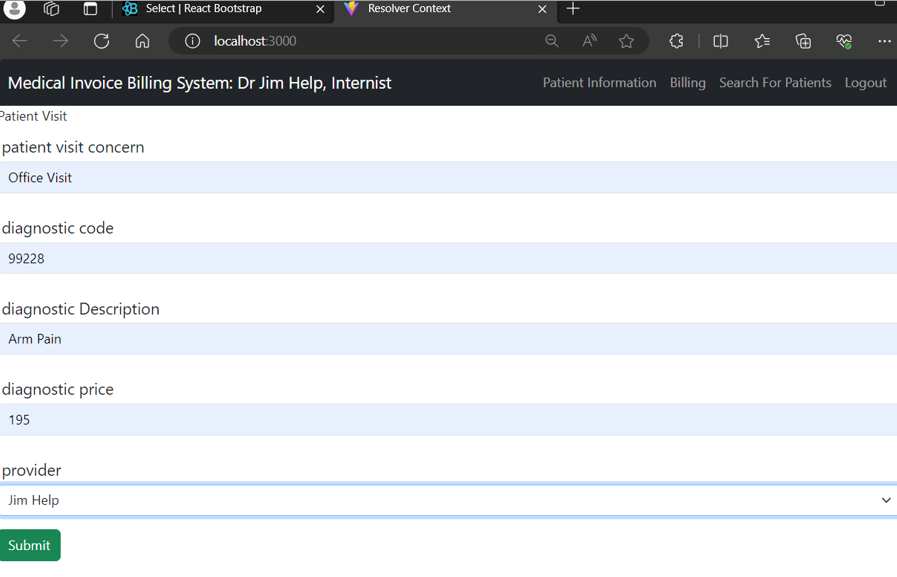 Select | React Bootstrap
Resolver Context
localhost:3000
Medical Invoice Billing System: Dr Jim Help, Internist
Patient Information Billing Search For Patients Logout
Patient Visit
patient visit concern
Office Visit
diagnostic code
99228
diagnostic Description
Arm Pain
diagnostic price
195
provider
Jim Help
Submit